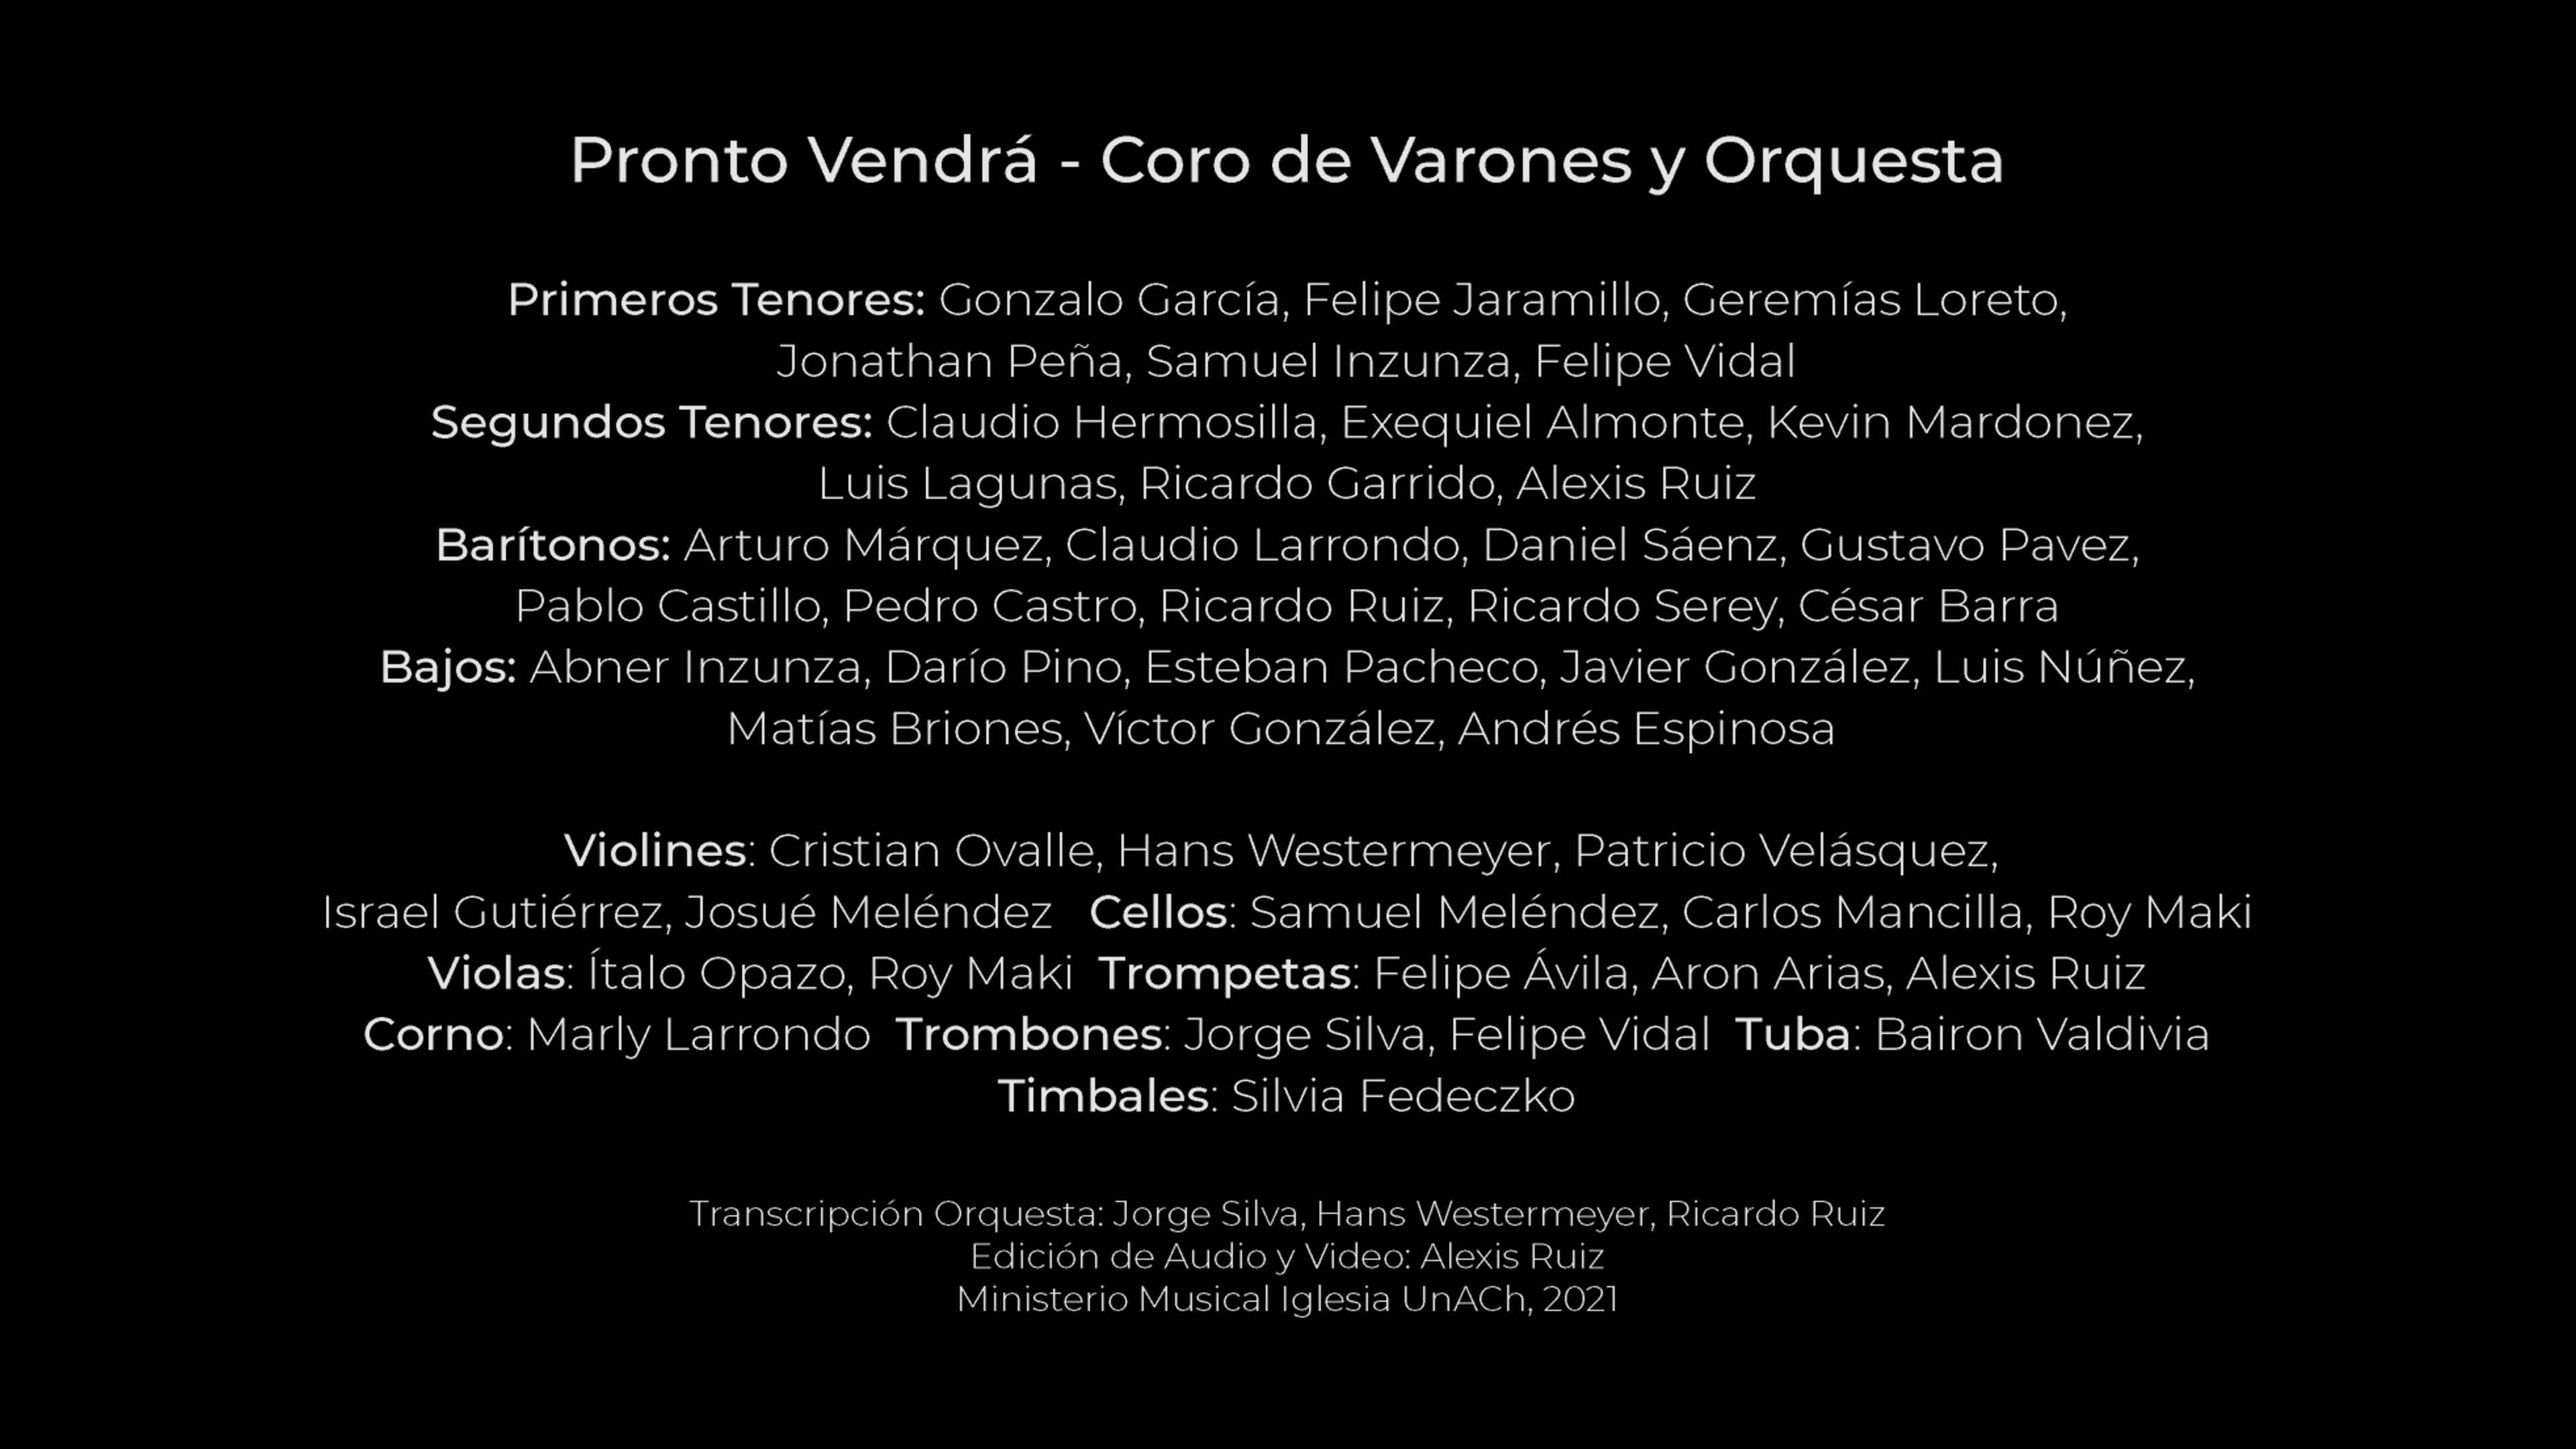 Pronto Vendrá - Coro de Varones y Orquesta
Primeros Tenores: Gonzalo García, Felipe Jaramillo, Geremías Loreto,
Jonathan Peña, Samuel Inzunza, Felipe Vidal
Segundos Tenores: Claudio Hermosilla, Exequiel Almonte, Kevin Mardonez,
Luis Lagunas, Ricardo Garrido, Alexis Ruiz
Barítonos: Arturo Márquez, Claudio Larrondo, Daniel Sáenz, Gustavo Pavez,
Pablo Castillo, Pedro Castro, Ricardo Ruiz, Ricardo Serey, César Barra
Bajos: Abner Inzunza, Darío Pino, Esteban Pacheco, Javier González, Luis Núñez,
Matías Briones, Víctor González, Andrés Espinosa
Violines: Cristian Ovalle, Hans Westermeyer, Patricio Velásquez,
Israel Gutiérrez, Josué Meléndez Cellos: Samuel Meléndez, Carlos Mancilla, Roy Maki
Violas: Ítalo Opazo, Roy Maki Trompetas: Felipe Ávila, Aron Arias, Alexis Ruiz
Corno: Marly Larrondo Trombones: Jorge Silva, Felipe Vidal Tuba: Bairon Valdivia
Timbales: Silvia Fedeczko
Transcripción Orquesta: Jorge Silva, Hans Westermeyer, Ricardo Ruiz
Edición de Audio y Video: Alexis Ruiz
Ministerio Musical Iglesia UnACh, 2021